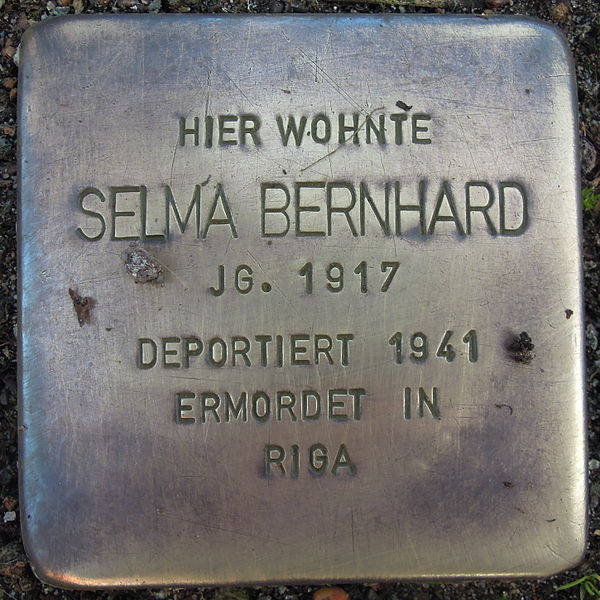 HIER WOHNTE
SELMA BERNHARD
JG. 1917
DEPORTIERT 1941
ERMORDET IN
RIGA